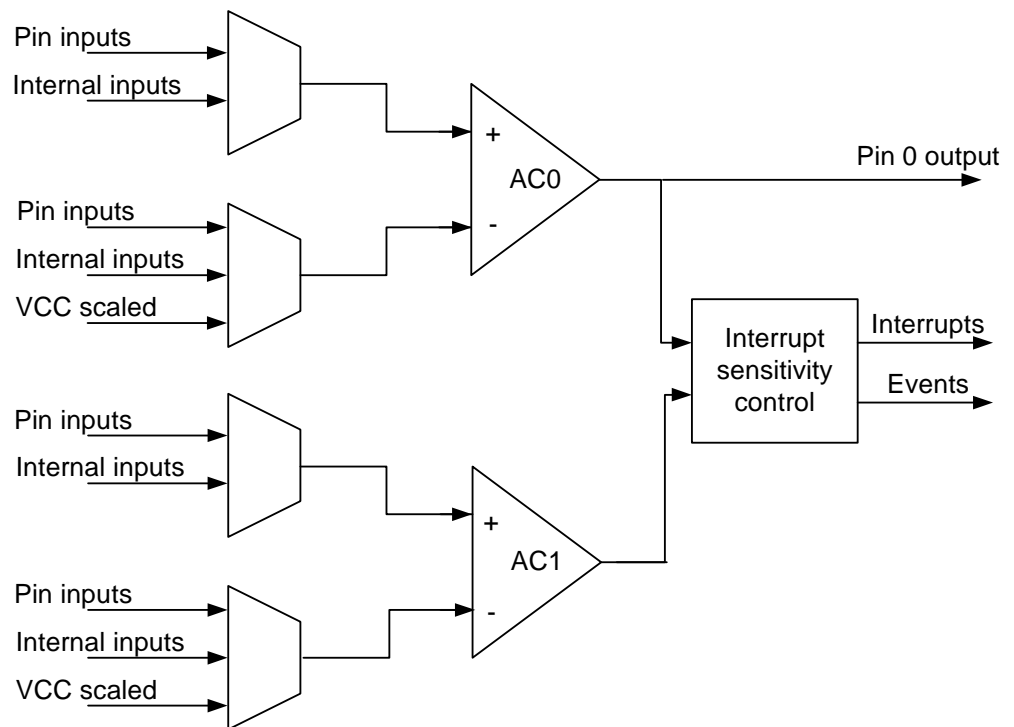 Pin inputs
Internal inputs
+
AC0
-
Pin 0 output
Pin inputs
Internal inputs
VCC scaled
Interrupt
sensitivity
control
Interrupts
Events
Pin inputs
Internal inputs
+
AC1
-
Pin inputs
Internal inputs
VCC scaled